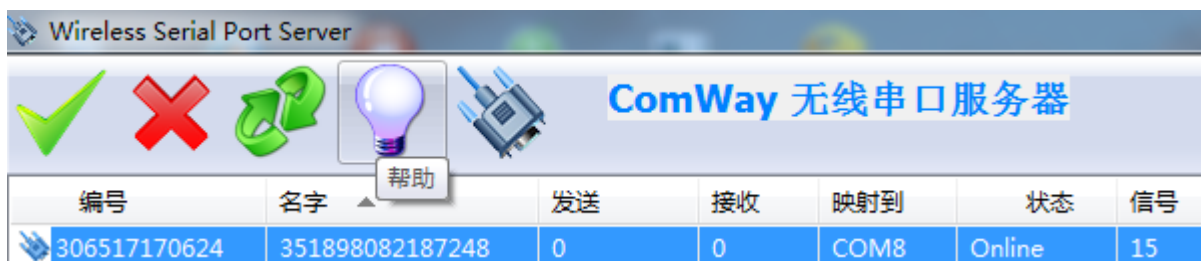 Wireless Serial Port Server
ComWay 无线串口服务器
帮助
编号 名字 发送 接收 映射到 状态 信号
306517170624 351898082187248 0 0 COM8 Online 15